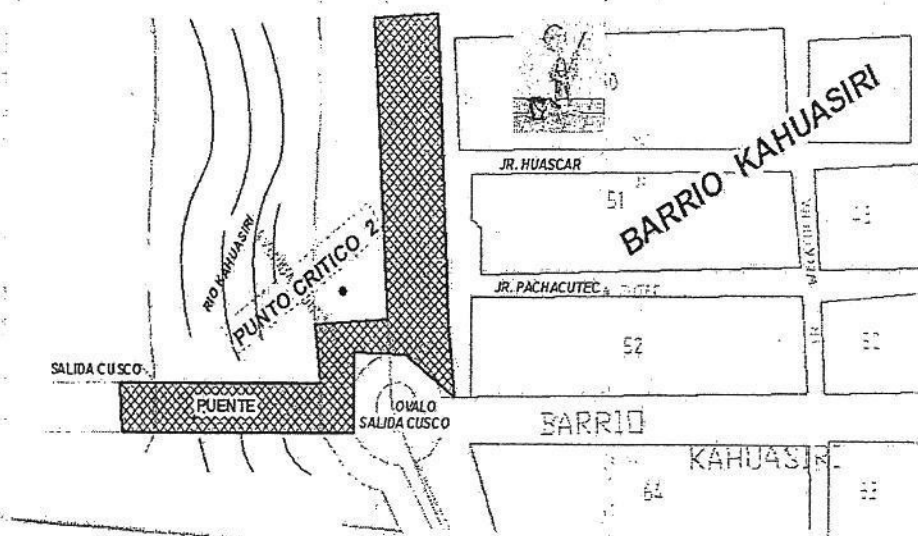 JR. HUASCAR
BARRIO KAHUASIRI
51
RIO KAHUASIRI
PUNTO CRITICO 2
JR. PACHACUTEC
52
SALIDA CUSCO
PUENTE
OVALO
SALIDA CUSCO
BARRIO
KAHUASIRI
64